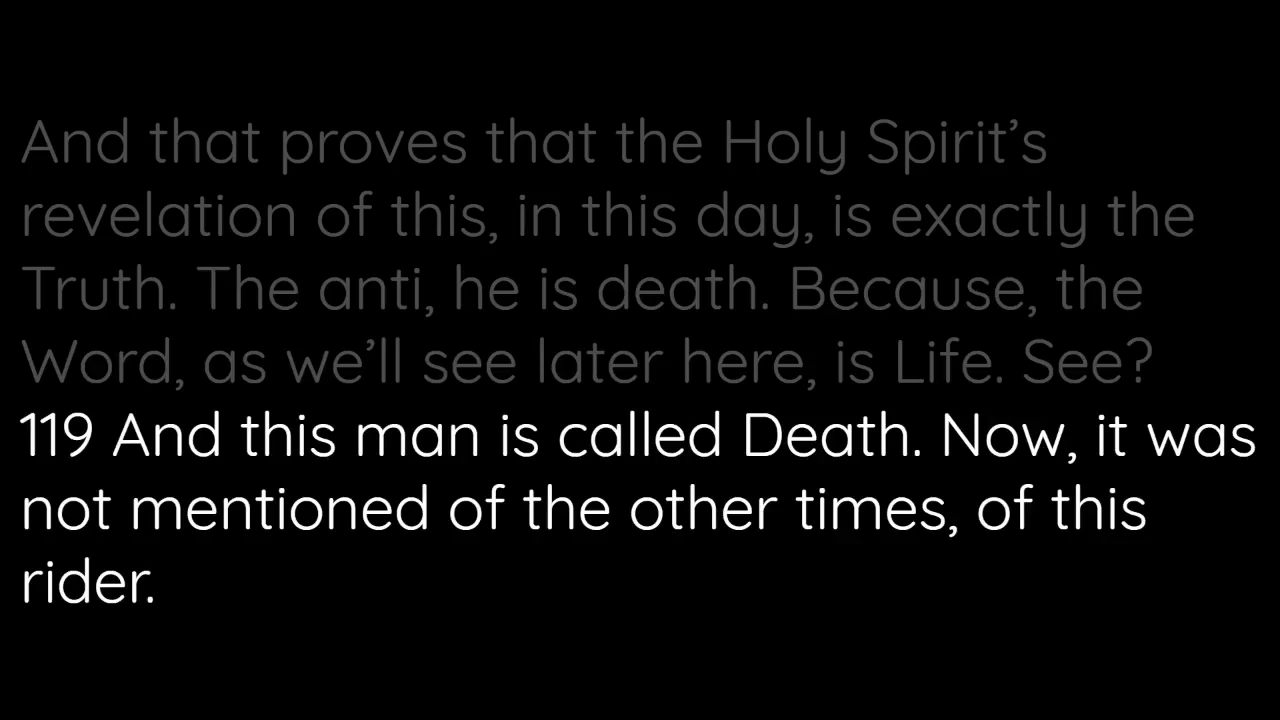 And that proves that the Holy Spirit’s
revelation of this, in this day, is exactly the
Truth. The anti, he is death. Because, the
Word, as we’ll see later here, is Life. See?
119 And this man is called Death. Now, it was
not mentioned of the other times, of this
rider.